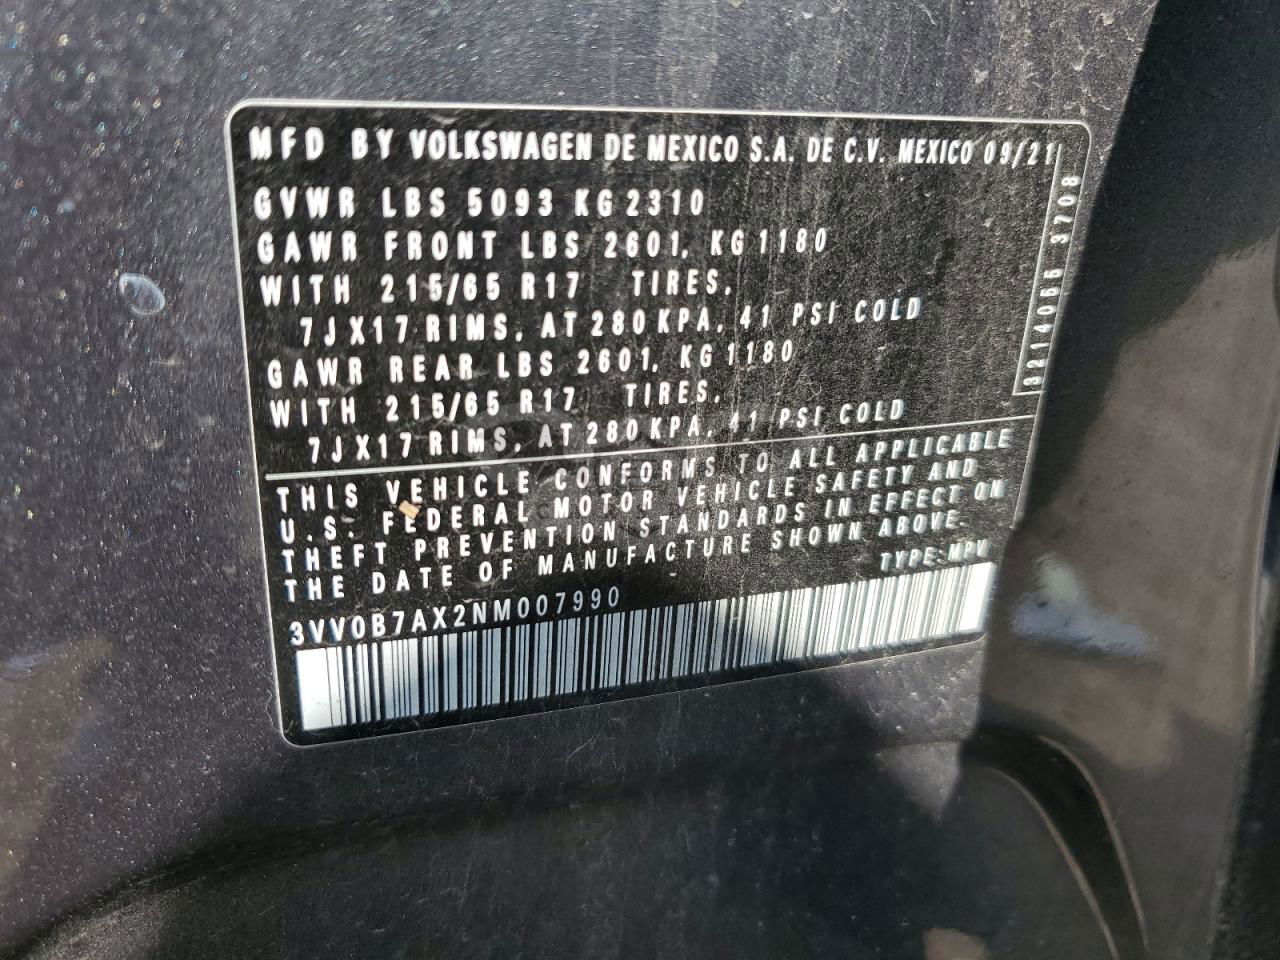 MFD BY VOLKSWAGEN DE MEXICO S.A. DE C.V. MEXICO 09/21
GVWR LBS 5093 KG 2310
GAWR FRONT LBS 2601, KG 1180
WITH 215/65 R17 TIRES,
7JX17 RIMS, AT 280 KPA, 41 PSI COLD
GAWR REAR LBS 2601, KG 1180
WITH 215/65 R17 TIRES,
7JX17 RIMS, AT 280 KPA, 41 PSI COLD
3214065 3708
THIS VEHICLE CONFORMS TO ALL APPLICABLE
U.S. FEDERAL MOTOR VEHICLE SAFETY AND
THEFT PREVENTION STANDARDS IN EFFECT ON
THE DATE OF MANUFACTURE SHOWN ABOVE.
TYPE:MPV
3VV0B7AX2NM007990